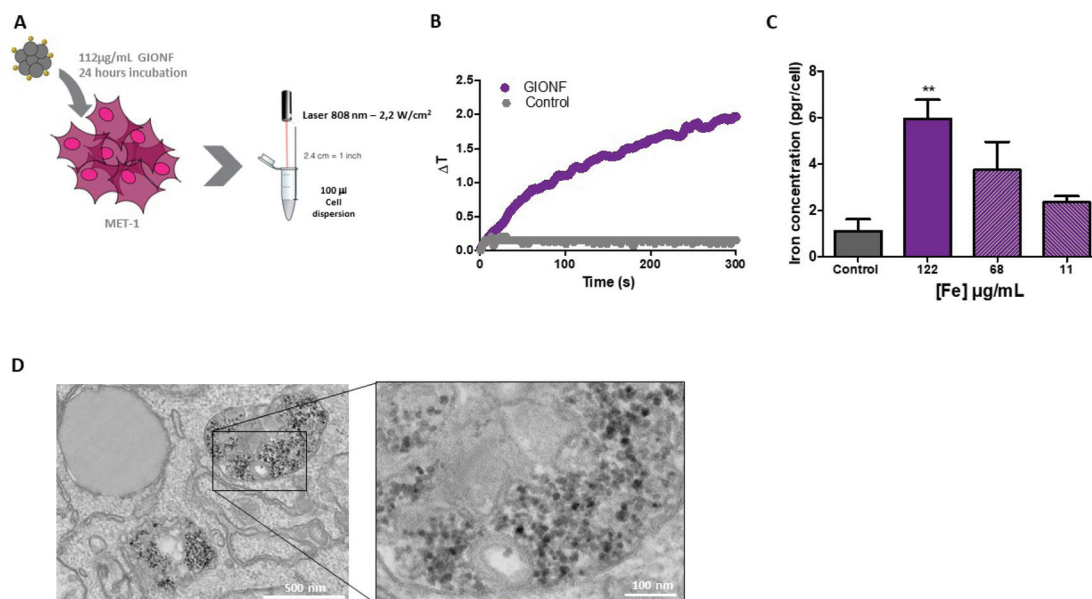 A
112µg/mL GIONF
24 hours incubation
MET-1
Laser 808 nm – 2,2 W/cm²
2.4 cm = 1 inch
100 µl
Cell
dispersion
B
GIONF
Control
ΔT
2.5
2.0
1.5
1.0
0.5
0.0
0
100
200
300
Time (s)
C
Iron concentration (pgr/cell)
8
6
4
2
0
**
Control
122
68
11
[Fe] µg/mL
D
500 nm
100 nm